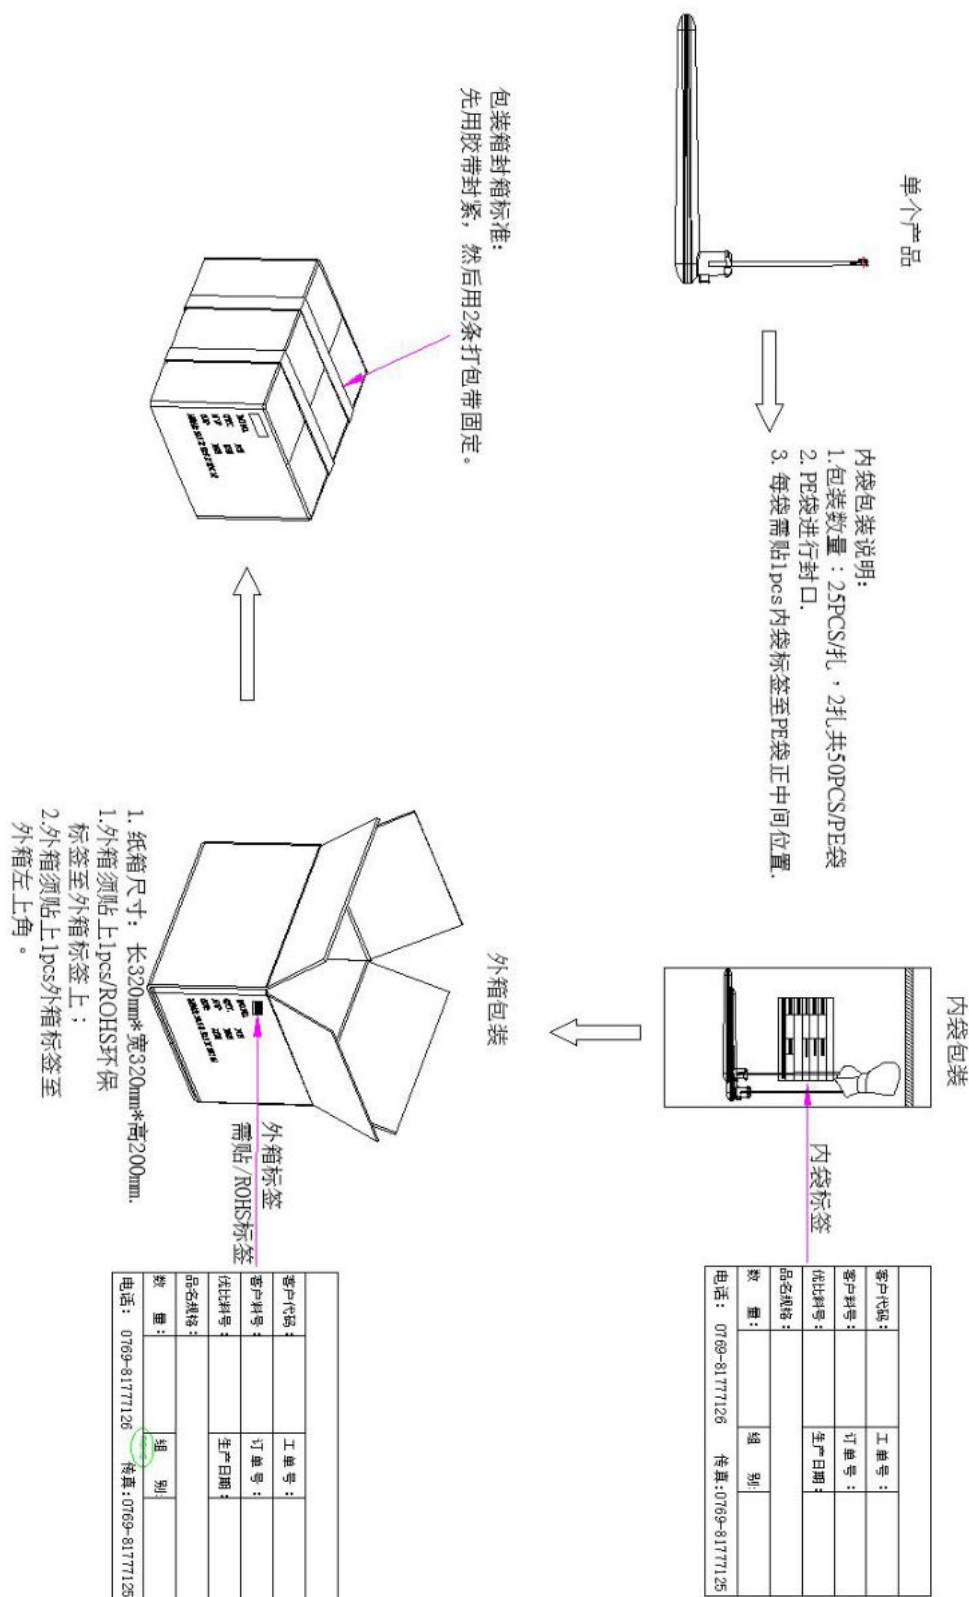 单个产品
内袋包装说明:
1.包装数量：25PCS/扎，2扎共50PCS/PE袋
2. PE袋进行封口.
3. 每袋需贴1pcs内袋标签至PE袋正中间位置.
内袋包装
内袋标签
客户代码: 工单号:
客户料号: 订单号:
优比料号: 生产日期:
品名规格:
数 量: 组 别:
电话: 0769-81777126 传真:0769-81777125
包装箱封箱标准:
先用胶带封紧，然后用2条打包带固定。
外箱包装
外箱标签
需贴/ROHS标签
1. 纸箱尺寸: 长320mm*宽320mm*高200mm.
1.外箱须贴上1pcs/ROHS环保
标签至外箱标签上;
2.外箱须贴上1pcs外箱标签至
外箱左上角。
客户代码: 工单号:
客户料号: 订单号:
优比料号: 生产日期:
品名规格:
数 量: 组 别:
电话: 0769-81777126 传真:0769-81777125